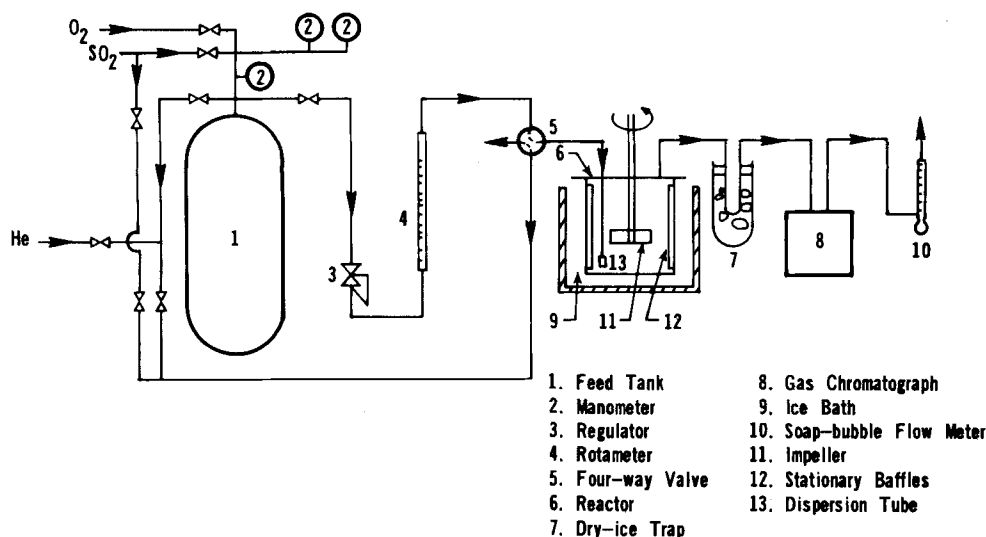 O2
SO2
2
2
2
He
1
3
4
5
6
7
8
9
10
11
12
13
1. Feed Tank
2. Manometer
3. Regulator
4. Rotameter
5. Four-way Valve
6. Reactor
7. Dry-ice Trap
8. Gas Chromatograph
9. Ice Bath
10. Soap-bubble Flow Meter
11. Impeller
12. Stationary Baffles
13. Dispersion Tube